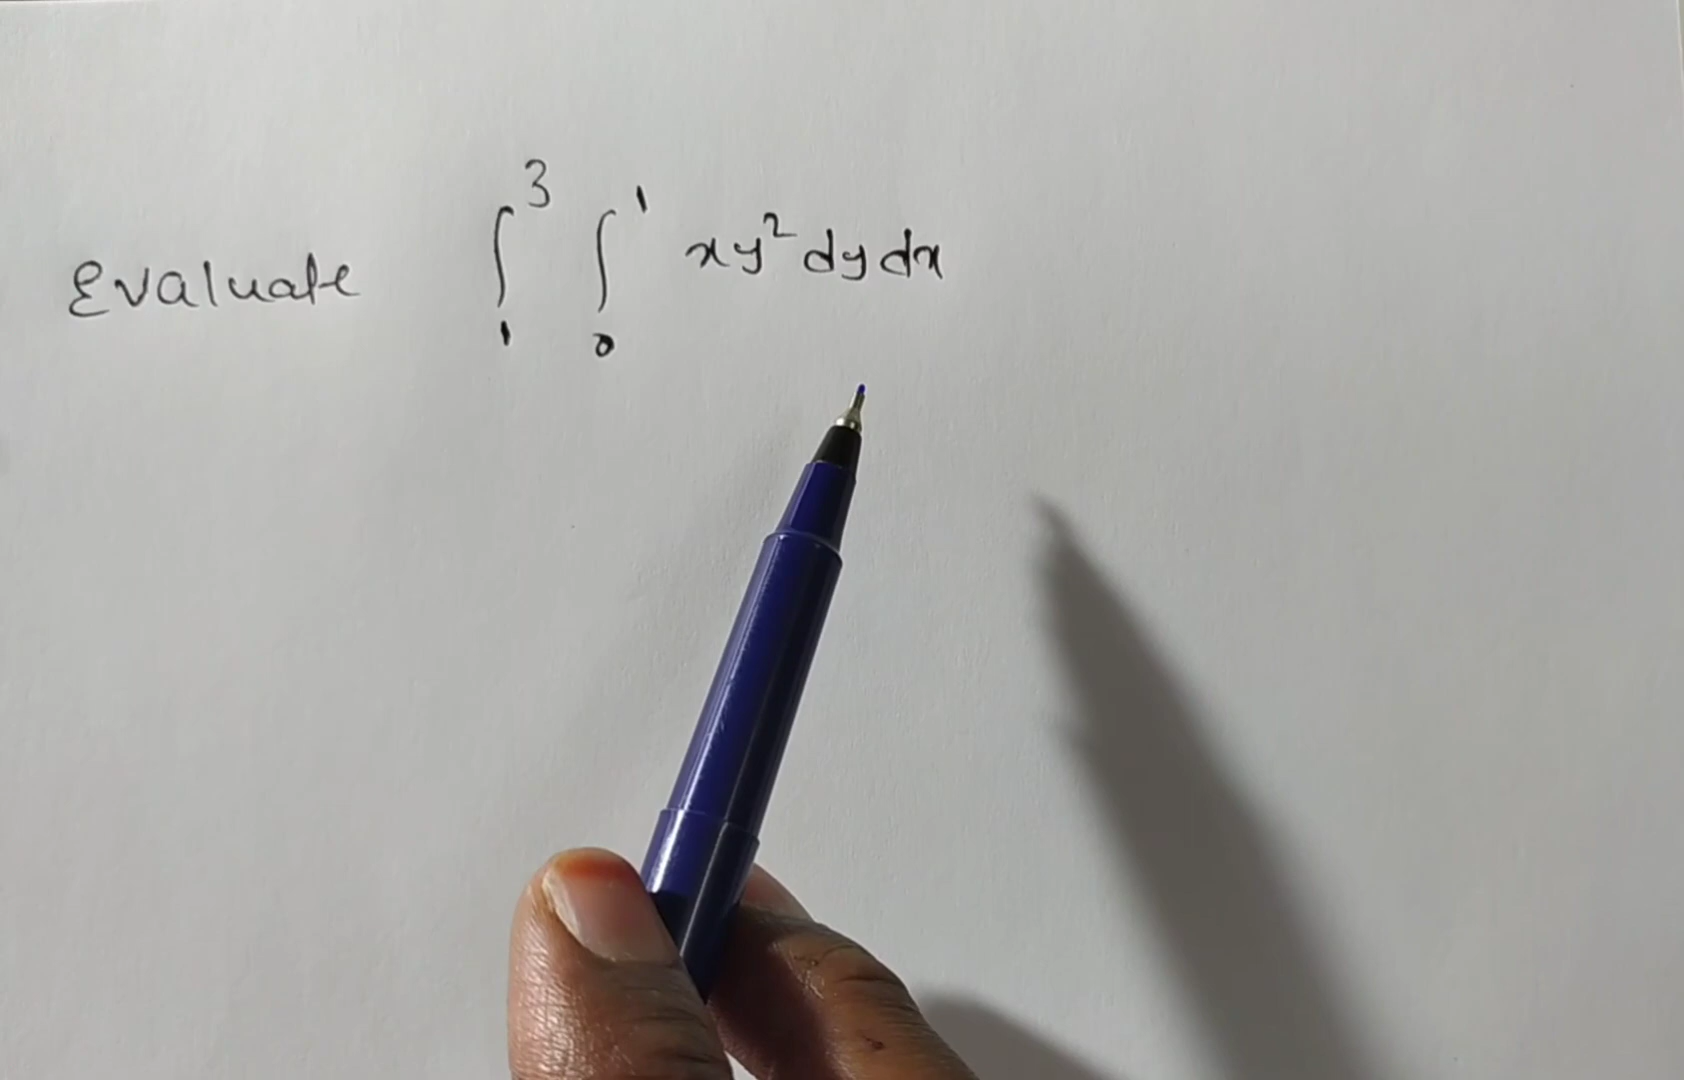 Evaluate ∫₁³ ∫₀¹ xy² dy dx